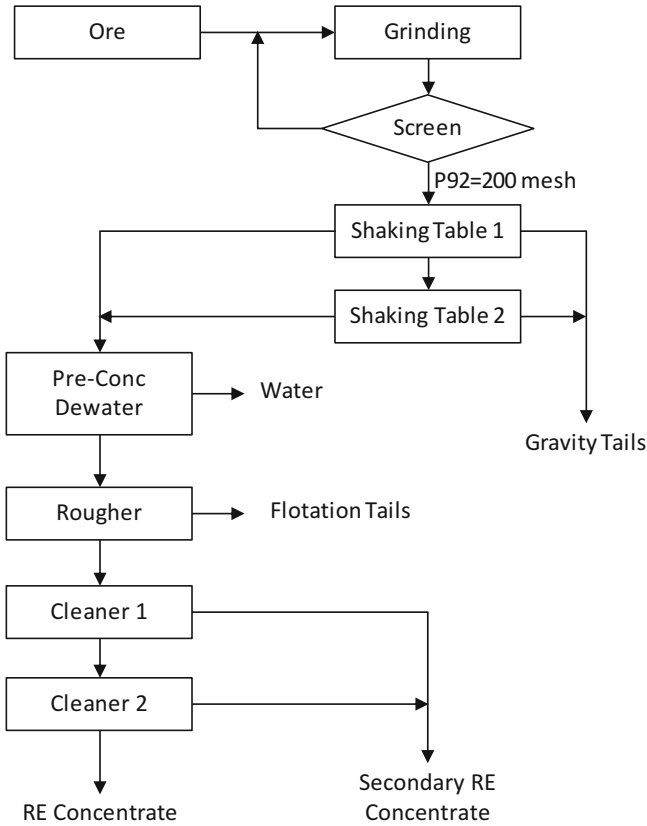 Ore
Grinding
Screen
P92=200 mesh
Shaking Table 1
Shaking Table 2
Pre-Conc
Dewater
Water
Gravity Tails
Rougher
Flotation Tails
Cleaner 1
Cleaner 2
RE Concentrate
Secondary RE
Concentrate